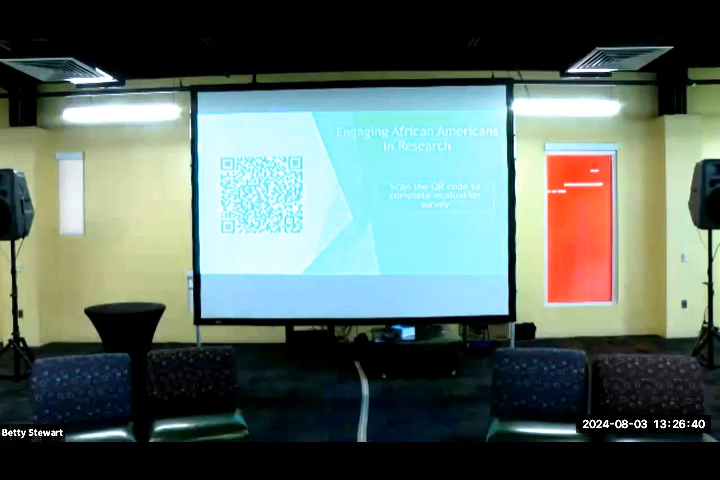 Engaging African Americans
in Research
Scan the QR code to
complete evaluation
survey
Betty Stewart
2024-08-03 13:26:40